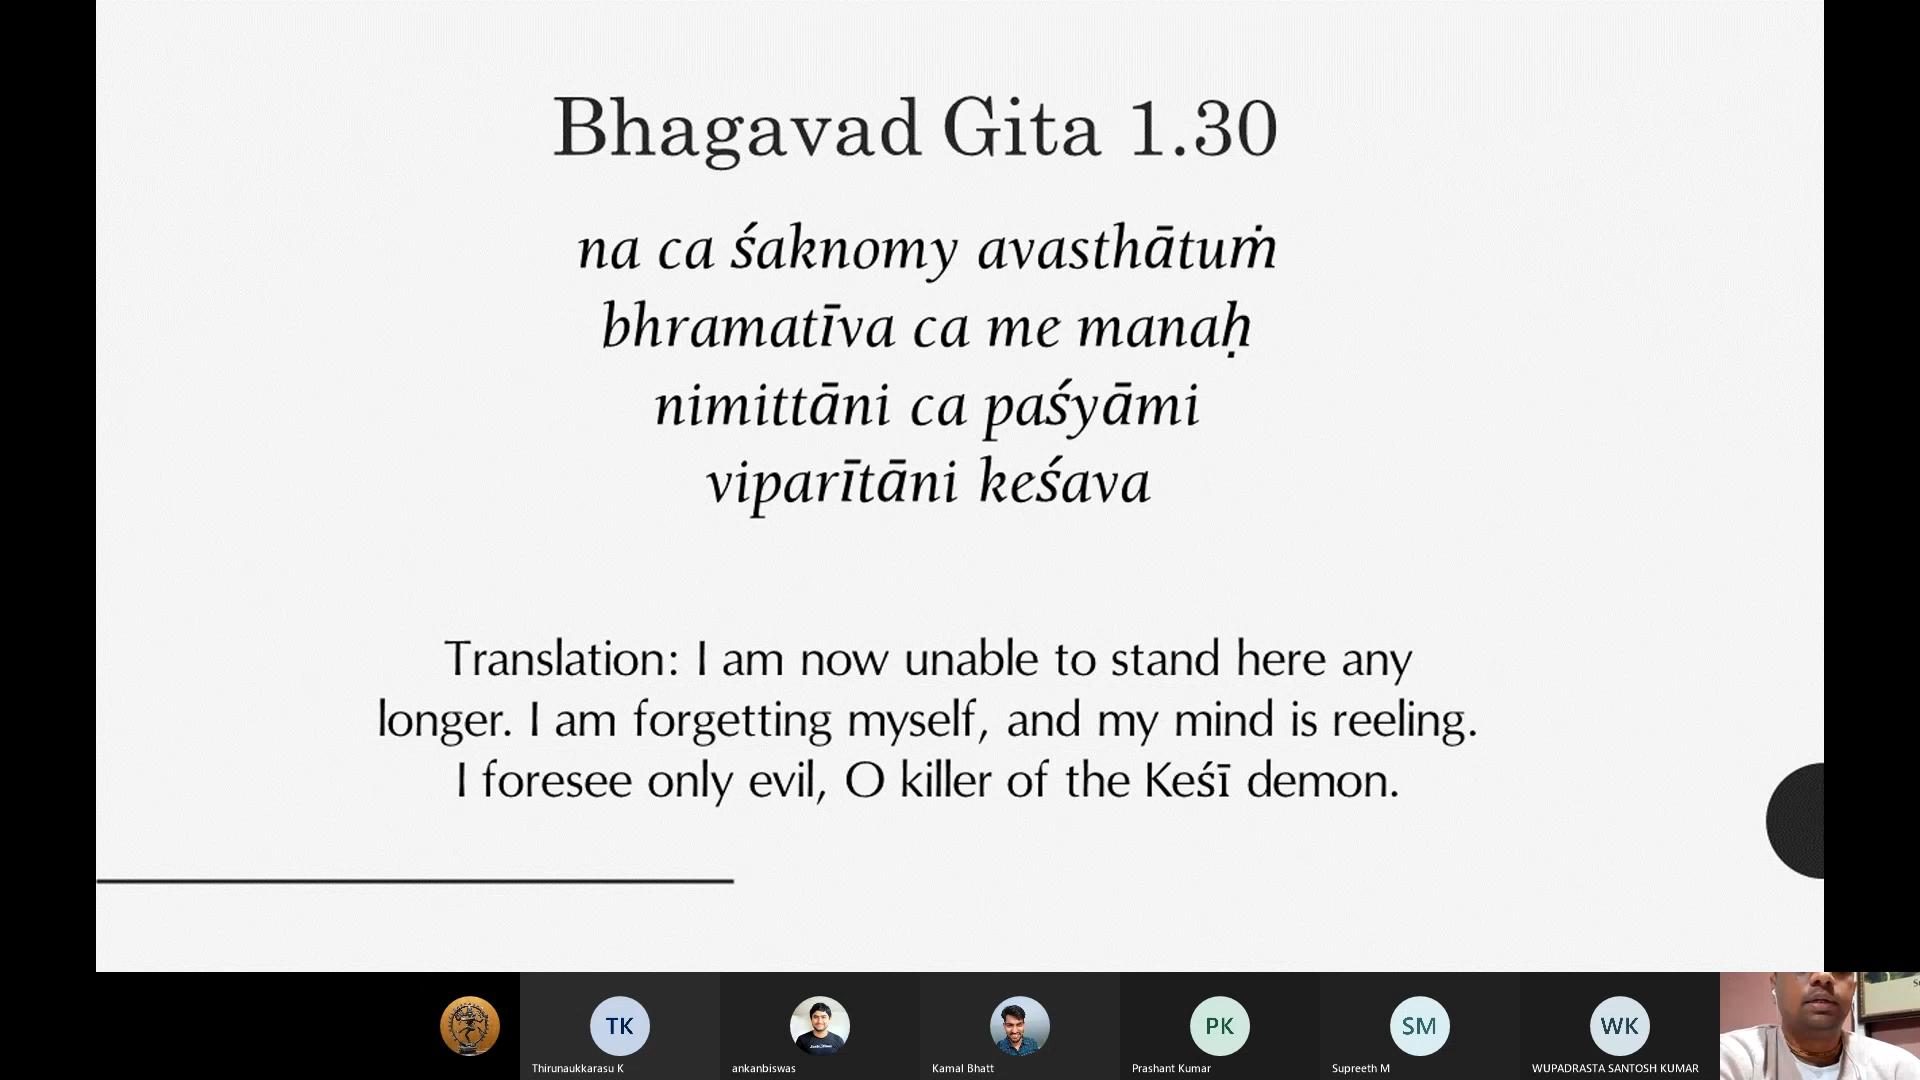 Bhagavad Gita 1.30
na ca śaknomy avasthātuṁ
bhramatīva ca me manaḥ
nimittāni ca paśyāmi
viparītāni keśava
Translation: I am now unable to stand here any
longer. I am forgetting myself, and my mind is reeling.
I foresee only evil, O killer of the Keśī demon.
TK
PK
SM
WK
Thirunaukkarasu K
ankanbiswas
Kamal Bhatt
Prashant Kumar
Supreeth M
WUPADRASTA SANTOSH KUMAR